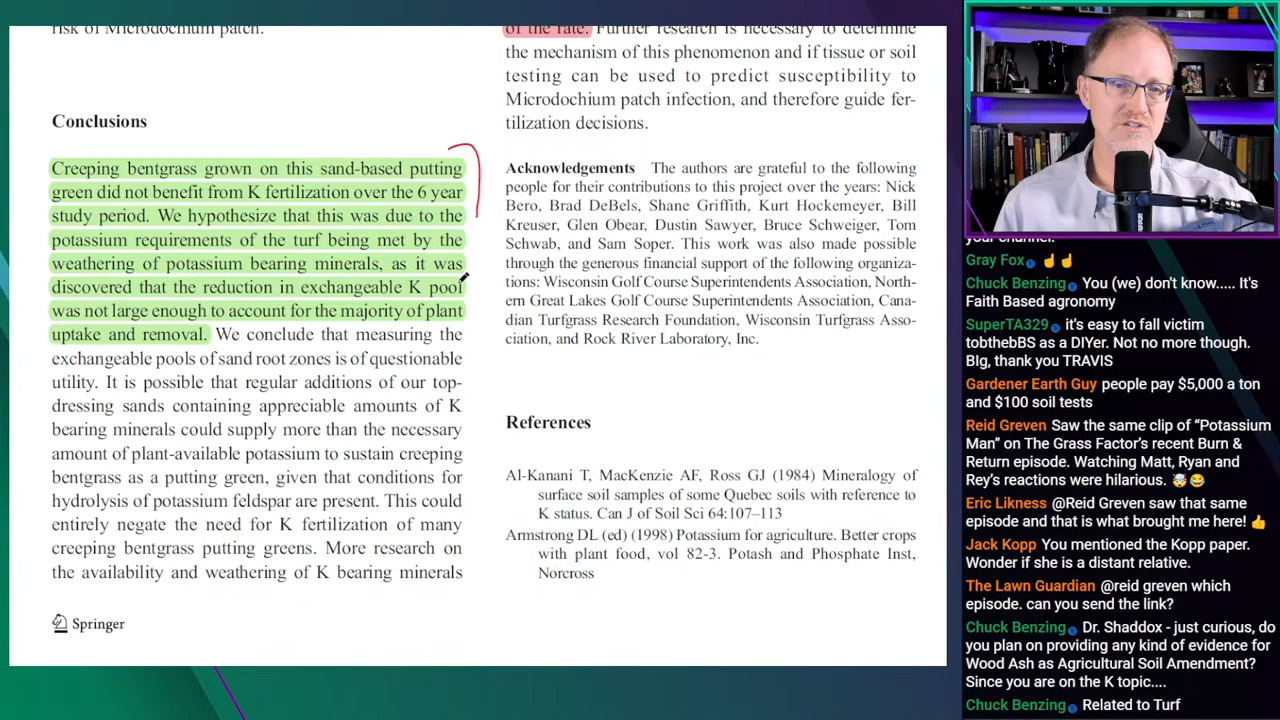 risk of Microdochium patch.
Conclusions
Creeping bentgrass grown on this sand-based putting
green did not benefit from K fertilization over the 6 year
study period. We hypothesize that this was due to the
potassium requirements of the turf being met by the
weathering of potassium bearing minerals, as it was
discovered that the reduction in exchangeable K pool
was not large enough to account for the majority of plant
uptake and removal. We conclude that measuring the
exchangeable pools of sand root zones is of questionable
utility. It is possible that regular additions of our top-
dressing sands containing appreciable amounts of K
bearing minerals could supply more than the necessary
amount of plant-available potassium to sustain creeping
bentgrass as a putting green, given that conditions for
hydrolysis of potassium feldspar are present. This could
entirely negate the need for K fertilization of many
creeping bentgrass putting greens. More research on
the availability and weathering of K bearing minerals
Springer
of the rate. Further research is necessary to determine
the mechanism of this phenomenon and if tissue or soil
testing can be used to predict susceptibility to
Microdochium patch infection, and therefore guide fer-
tilization decisions.
Acknowledgements The authors are grateful to the following
people for their contributions to this project over the years: Nick
Bero, Brad DeBels, Shane Griffith, Kurt Hockemeyer, Bill
Kreuser, Glen Obear, Dustin Sawyer, Bruce Schweiger, Tom
Schwab, and Sam Soper. This work was also made possible
through the generous financial support of the following organiza-
tions: Wisconsin Golf Course Superintendents Association, North-
ern Great Lakes Golf Course Superintendents Association, Cana-
dian Turfgrass Research Foundation, Wisconsin Turfgrass Asso-
ciation, and Rock River Laboratory, Inc.
References
Al-Kanani T, MacKenzie AF, Ross GJ (1984) Mineralogy of
surface soil samples of some Quebec soils with reference to
K status. Can J of Soil Sci 64:107–113
Armstrong DL (ed) (1998) Potassium for agriculture. Better crops
with plant food, vol 82-3. Potash and Phosphate Inst,
Norcross
your channel.
Gray Fox ☝️☝️
Chuck Benzing You (we) don't know..... It's
Faith Based agronomy
SuperTA329 it's easy to fall victim
tobthebBS as a DIYer. Not no more though.
BIg, thank you TRAVIS
Gardener Earth Guy people pay $5,000 a ton
and $100 soil tests
Reid Greven Saw the same clip of “Potassium
Man” on The Grass Factor’s recent Burn &
Return episode. Watching Matt, Ryan and
Rey’s reactions were hilarious. 🤯😂
Eric Likness @Reid Greven saw that same
episode and that is what brought me here! 👍
Jack Kopp You mentioned the Kopp paper.
Wonder if she is a distant relative.
The Lawn Guardian @reid greven which
episode. can you send the link?
Chuck Benzing Dr. Shaddox - just curious, do
you plan on providing any kind of evidence for
Wood Ash as Agricultural Soil Amendment?
Since you are on the K topic....
Chuck Benzing Related to Turf